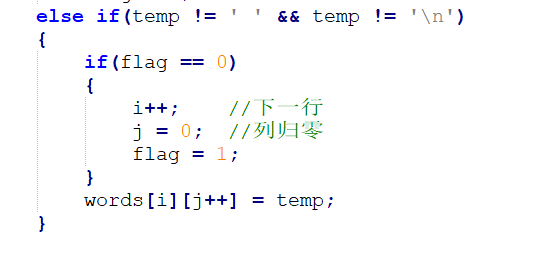 else if(temp != ' ' && temp != '\n')
{
    if(flag == 0)
    {
        i++;    //下一行
        j = 0;  //列归零
        flag = 1;
    }
    words[i][j++] = temp;
}